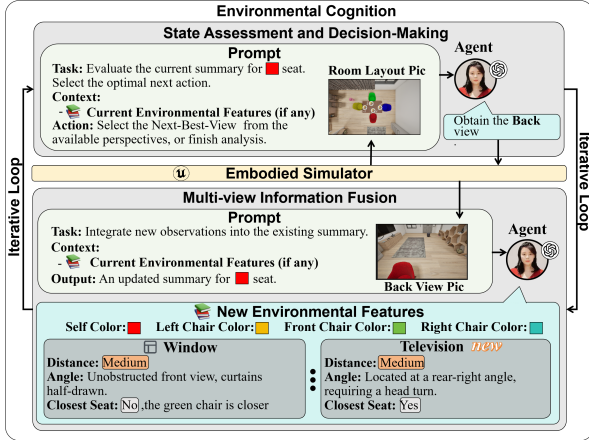 Environmental Cognition
State Assessment and Decision-Making
Prompt
Task: Evaluate the current summary for seat.
Select the optimal next action.
Context:
- Current Environmental Features (if any)
Action: Select the Next-Best-View from the
available perspectives, or finish analysis.
Room Layout Pic
Agent
Obtain the Back
view
.
Iterative Loop
Iterative Loop
Embodied Simulator
Multi-view Information Fusion
Prompt
Task: Integrate new observations into the existing summary.
Context:
- Current Environmental Features (if any)
Output: An updated summary for seat.
Back View Pic
Agent
New Environmental Features
Self Color: Left Chair Color: Front Chair Color: Right Chair Color:
Window
Distance: Medium
Angle: Unobstructed front view, curtains
half-drawn.
Closest Seat: No ,the green chair is closer
Television new
Distance: Medium
Angle: Located at a rear-right angle,
requiring a head turn.
Closest Seat: Yes